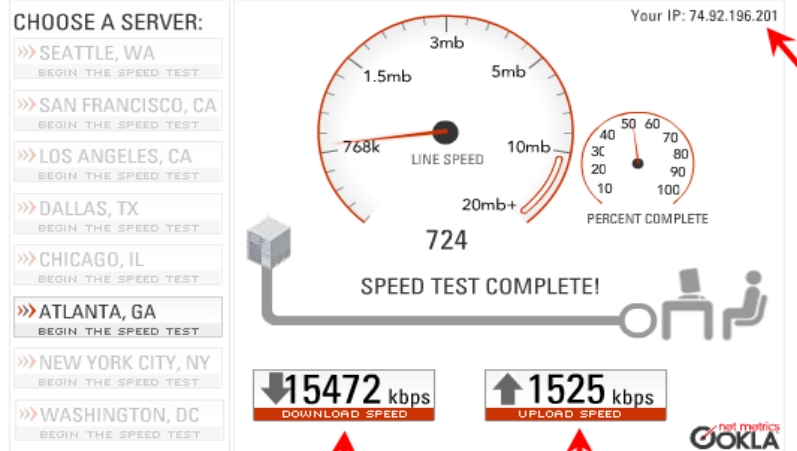 CHOOSE A SERVER:
>>> SEATTLE, WA
BEGIN THE SPEED TEST
>>> SAN FRANCISCO, CA
BEGIN THE SPEED TEST
>>> LOS ANGELES, CA
BEGIN THE SPEED TEST
>>> DALLAS, TX
BEGIN THE SPEED TEST
>>> CHICAGO, IL
BEGIN THE SPEED TEST
>>> ATLANTA, GA
BEGIN THE SPEED TEST
>>> NEW YORK CITY, NY
BEGIN THE SPEED TEST
>>> WASHINGTON, DC
BEGIN THE SPEED TEST
Your IP: 74.92.196.201
768k
1.5mb
3mb
5mb
10mb
20mb+
LINE SPEED
724
10
20
30
40
50
60
70
80
90
100
PERCENT COMPLETE
SPEED TEST COMPLETE!
15472 kbps
DOWNLOAD SPEED
1525 kbps
UPLOAD SPEED
net metrics
OOKLA